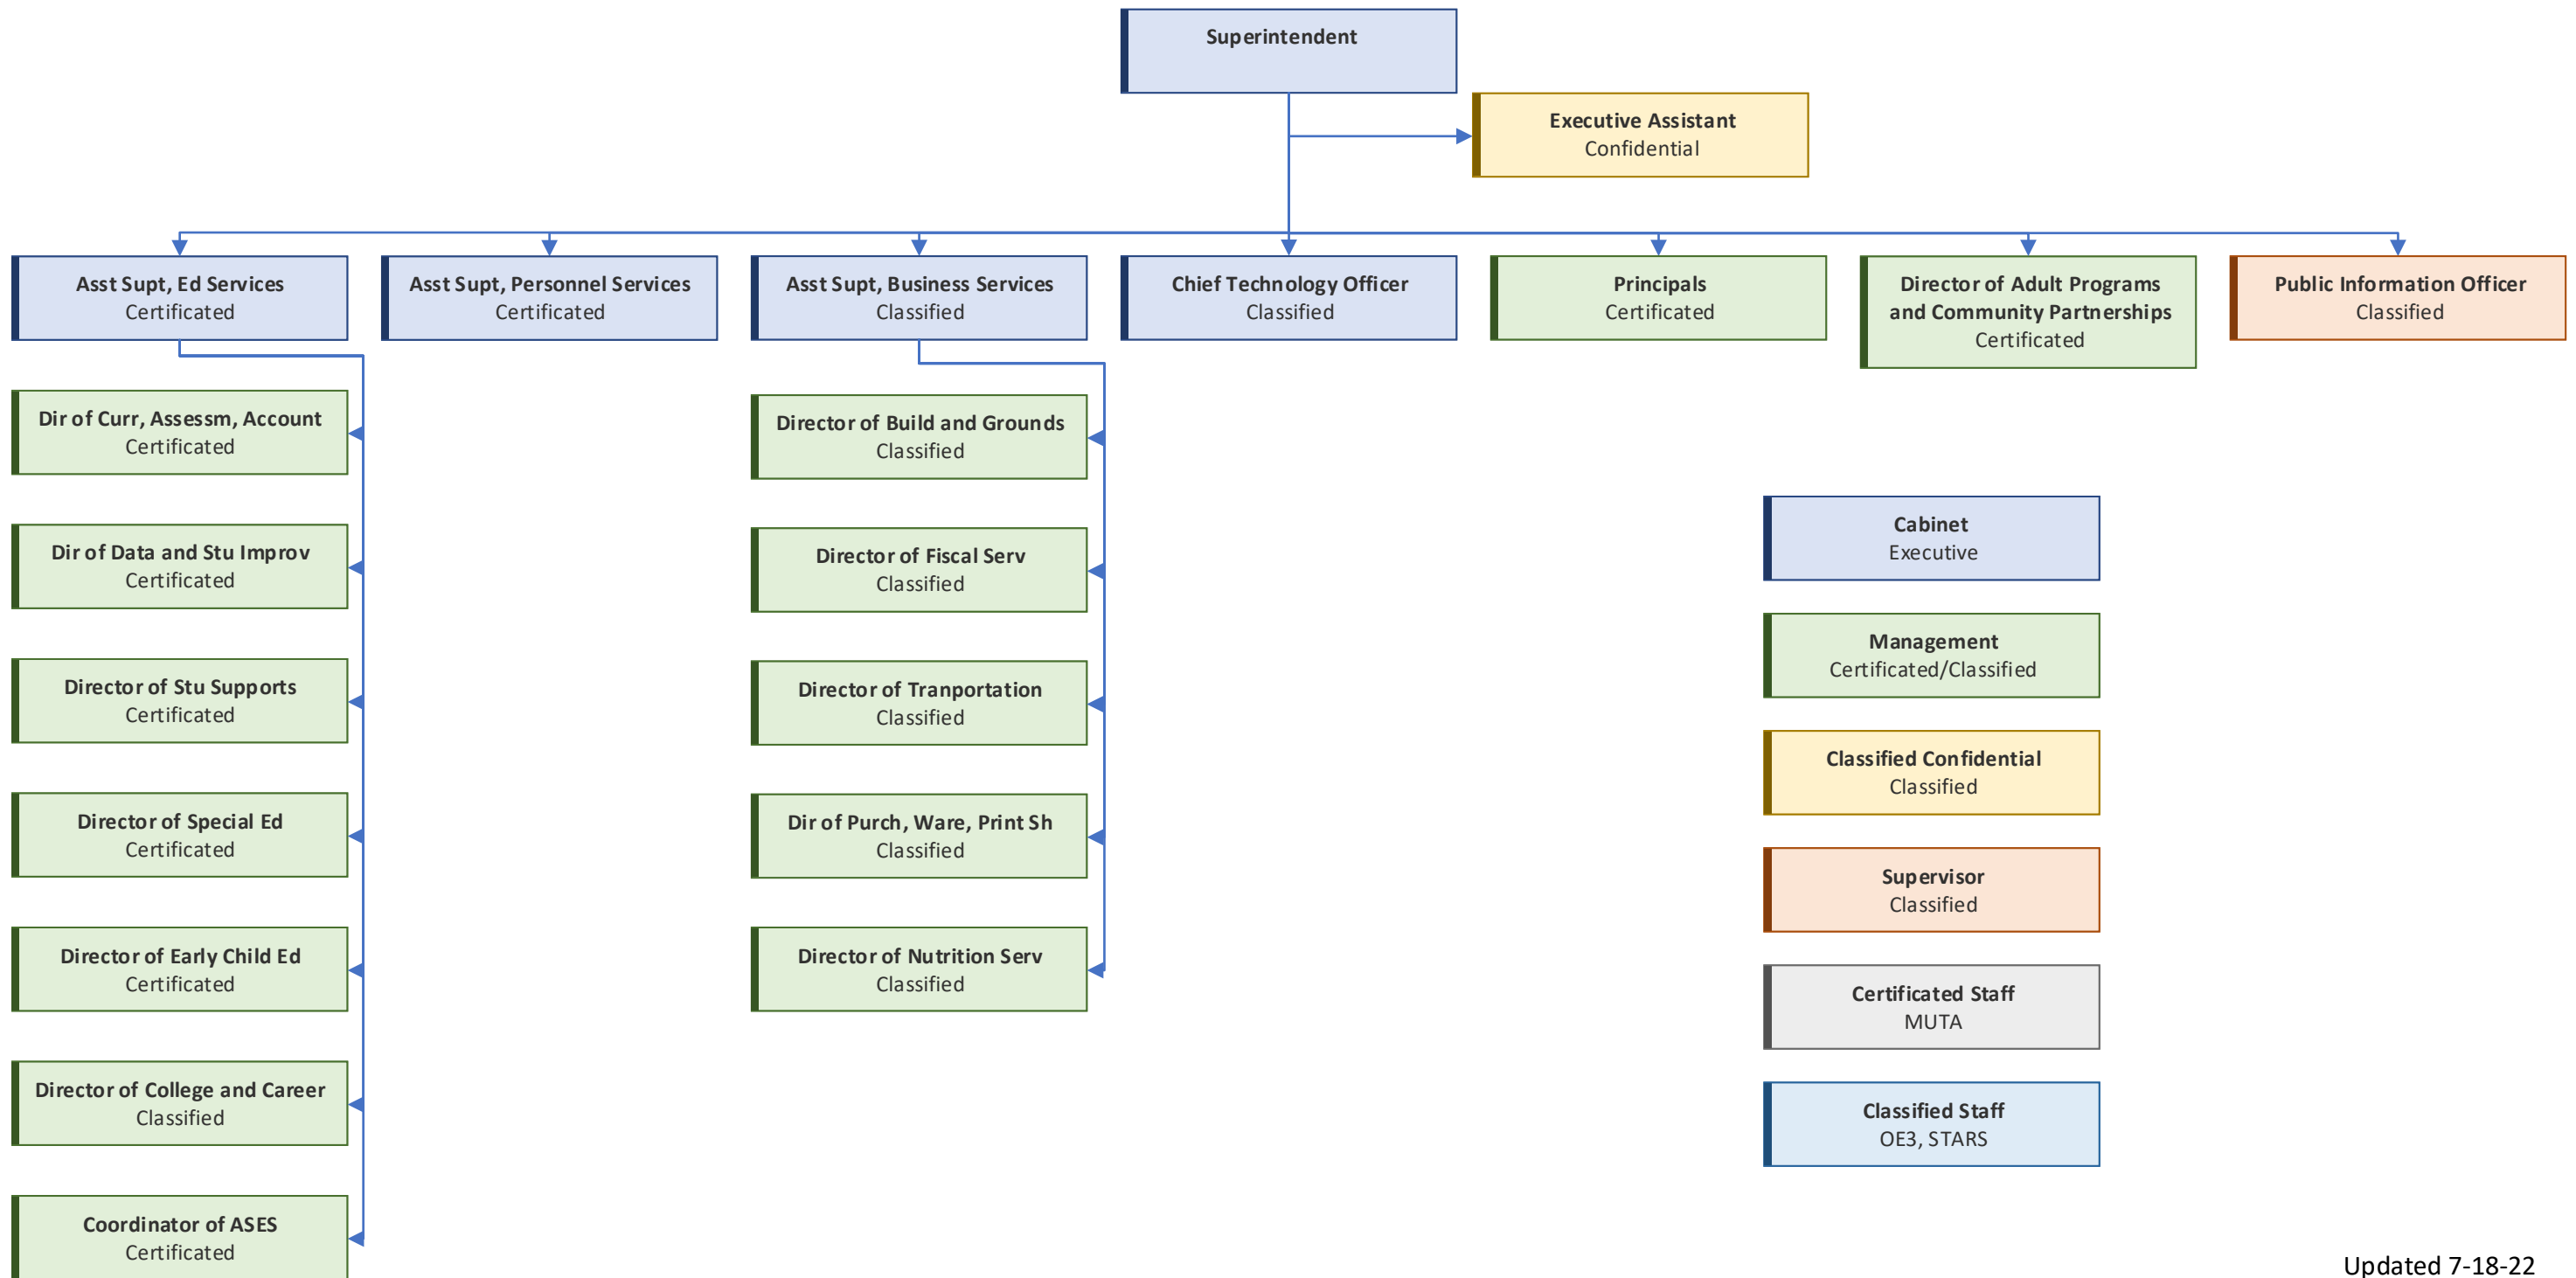 Superintendent
Executive Assistant
Confidential
Asst Supt, Ed Services
Certificated
Asst Supt, Personnel Services
Certificated
Asst Supt, Business Services
Classified
Chief Technology Officer
Classified
Principals
Certificated
Director of Adult Programs
and Community Partnerships
Certificated
Public Information Officer
Classified
Dir of Curr, Assessm, Account
Certificated
Dir of Data and Stu Improv
Certificated
Director of Stu Supports
Certificated
Director of Special Ed
Certificated
Director of Early Child Ed
Certificated
Director of College and Career
Classified
Coordinator of ASES
Certificated
Director of Build and Grounds
Classified
Director of Fiscal Serv
Classified
Director of Tranportation
Classified
Dir of Purch, Ware, Print Sh
Classified
Director of Nutrition Serv
Classified
Cabinet
Executive
Management
Certificated/Classified
Classified Confidential
Classified
Supervisor
Classified
Certificated Staff
MUTA
Classified Staff
OE3, STARS
Updated 7-18-22